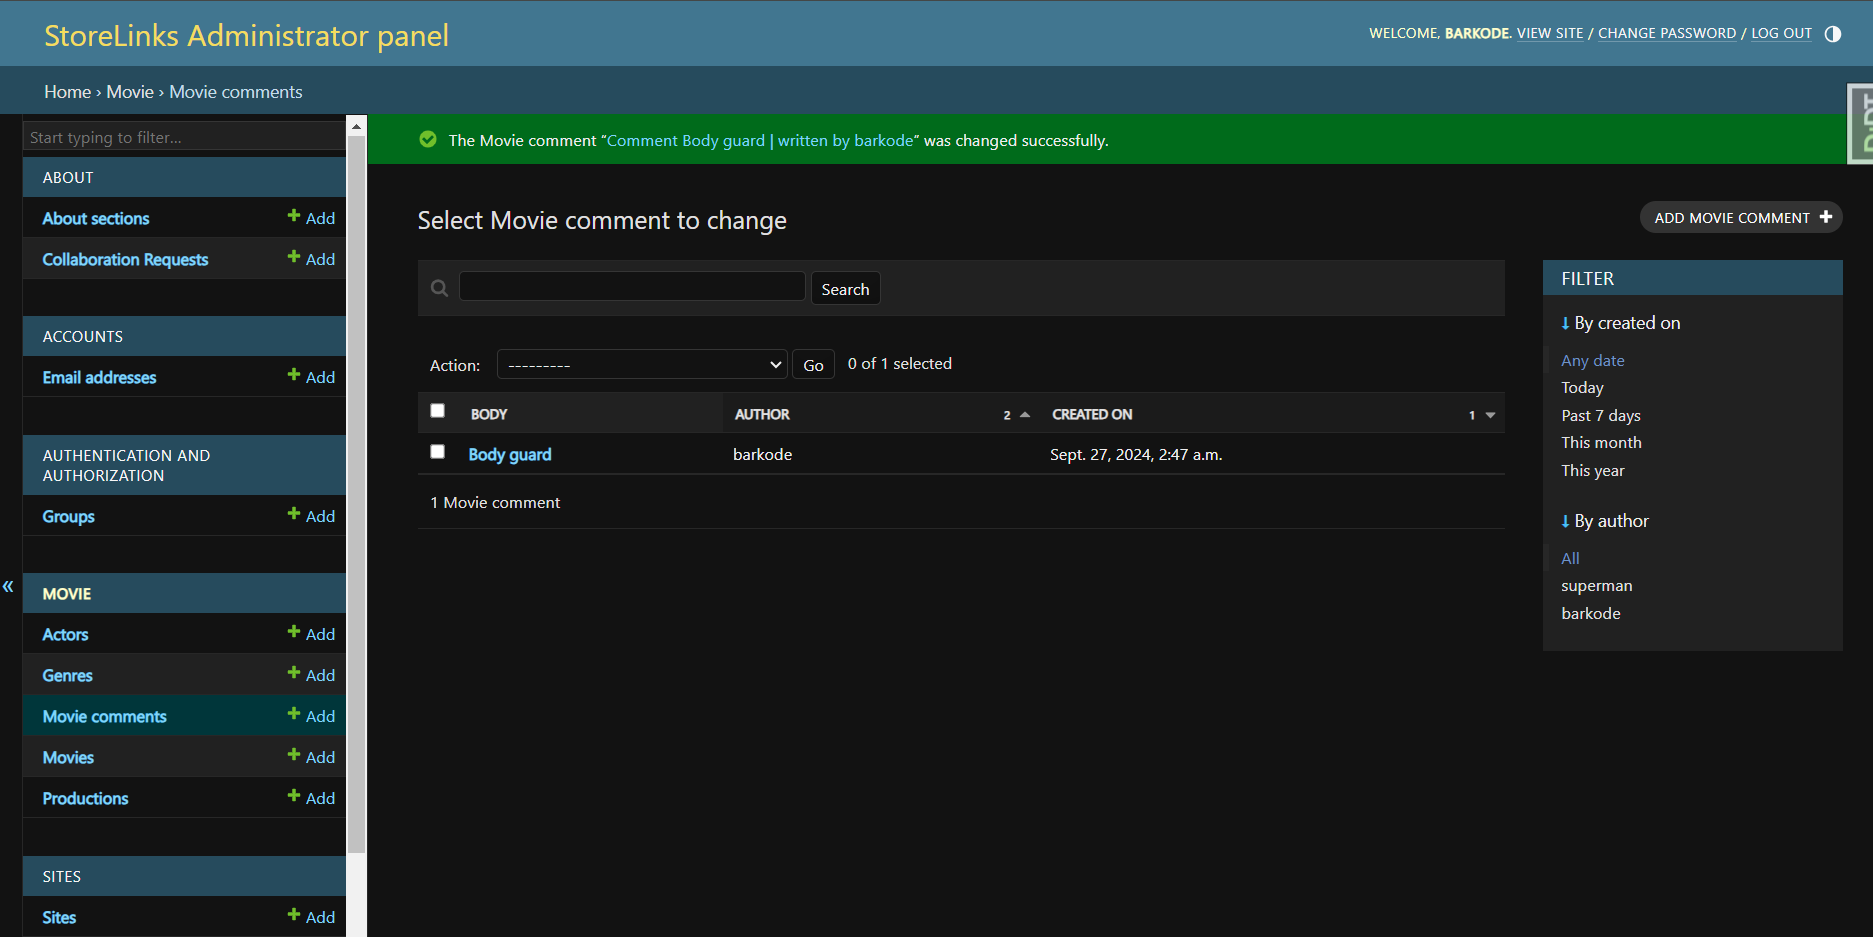 StoreLinks Administrator panel
WELCOME, BARKODE. VIEW SITE / CHANGE PASSWORD / LOG OUT
Home › Movie › Movie comments
Start typing to filter...
ABOUT
About sections Add
Collaboration Requests Add
ACCOUNTS
Email addresses Add
AUTHENTICATION AND
AUTHORIZATION
Groups Add
«
MOVIE
Actors Add
Genres Add
Movie comments Add
Movies Add
Productions Add
SITES
Sites Add
The Movie comment “Comment Body guard | written by barkode” was changed successfully.
DjDT
Select Movie comment to change
ADD MOVIE COMMENT
Search
Action: --------- Go 0 of 1 selected
BODY AUTHOR 2 CREATED ON 1
Body guard barkode Sept. 27, 2024, 2:47 a.m.
1 Movie comment
FILTER
↓ By created on
Any date
Today
Past 7 days
This month
This year
↓ By author
All
superman
barkode